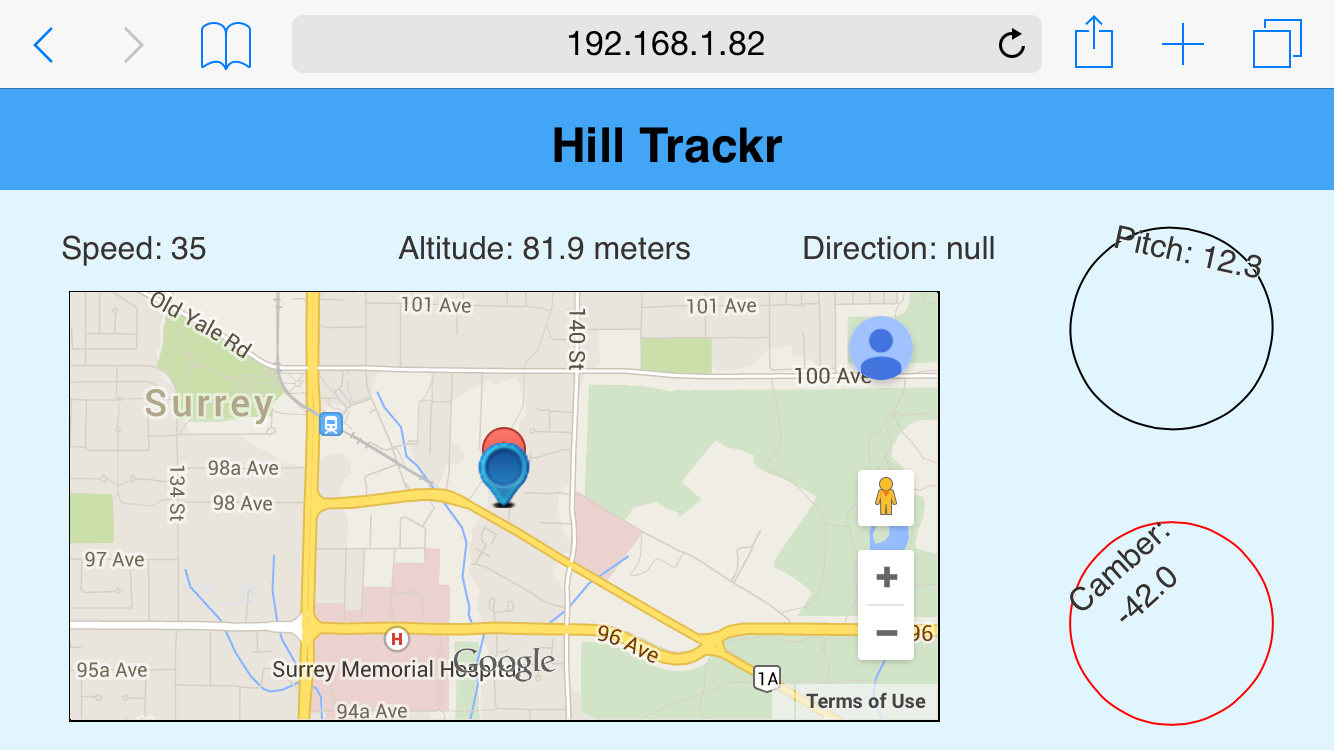 192.168.1.82
Hill Trackr
Speed: 35
Altitude: 81.9 meters
Direction: null
Pitch: 12.3
Old Yale Rd
101 Ave
101 Ave
140 St
100 Ave
Surrey
98a Ave
134 St
98 Ave
97 Ave
H
96 Ave
96
95a Ave
Surrey Memorial Hospital
Google
1A
94a Ave
Terms of Use
Camber:
-42.0